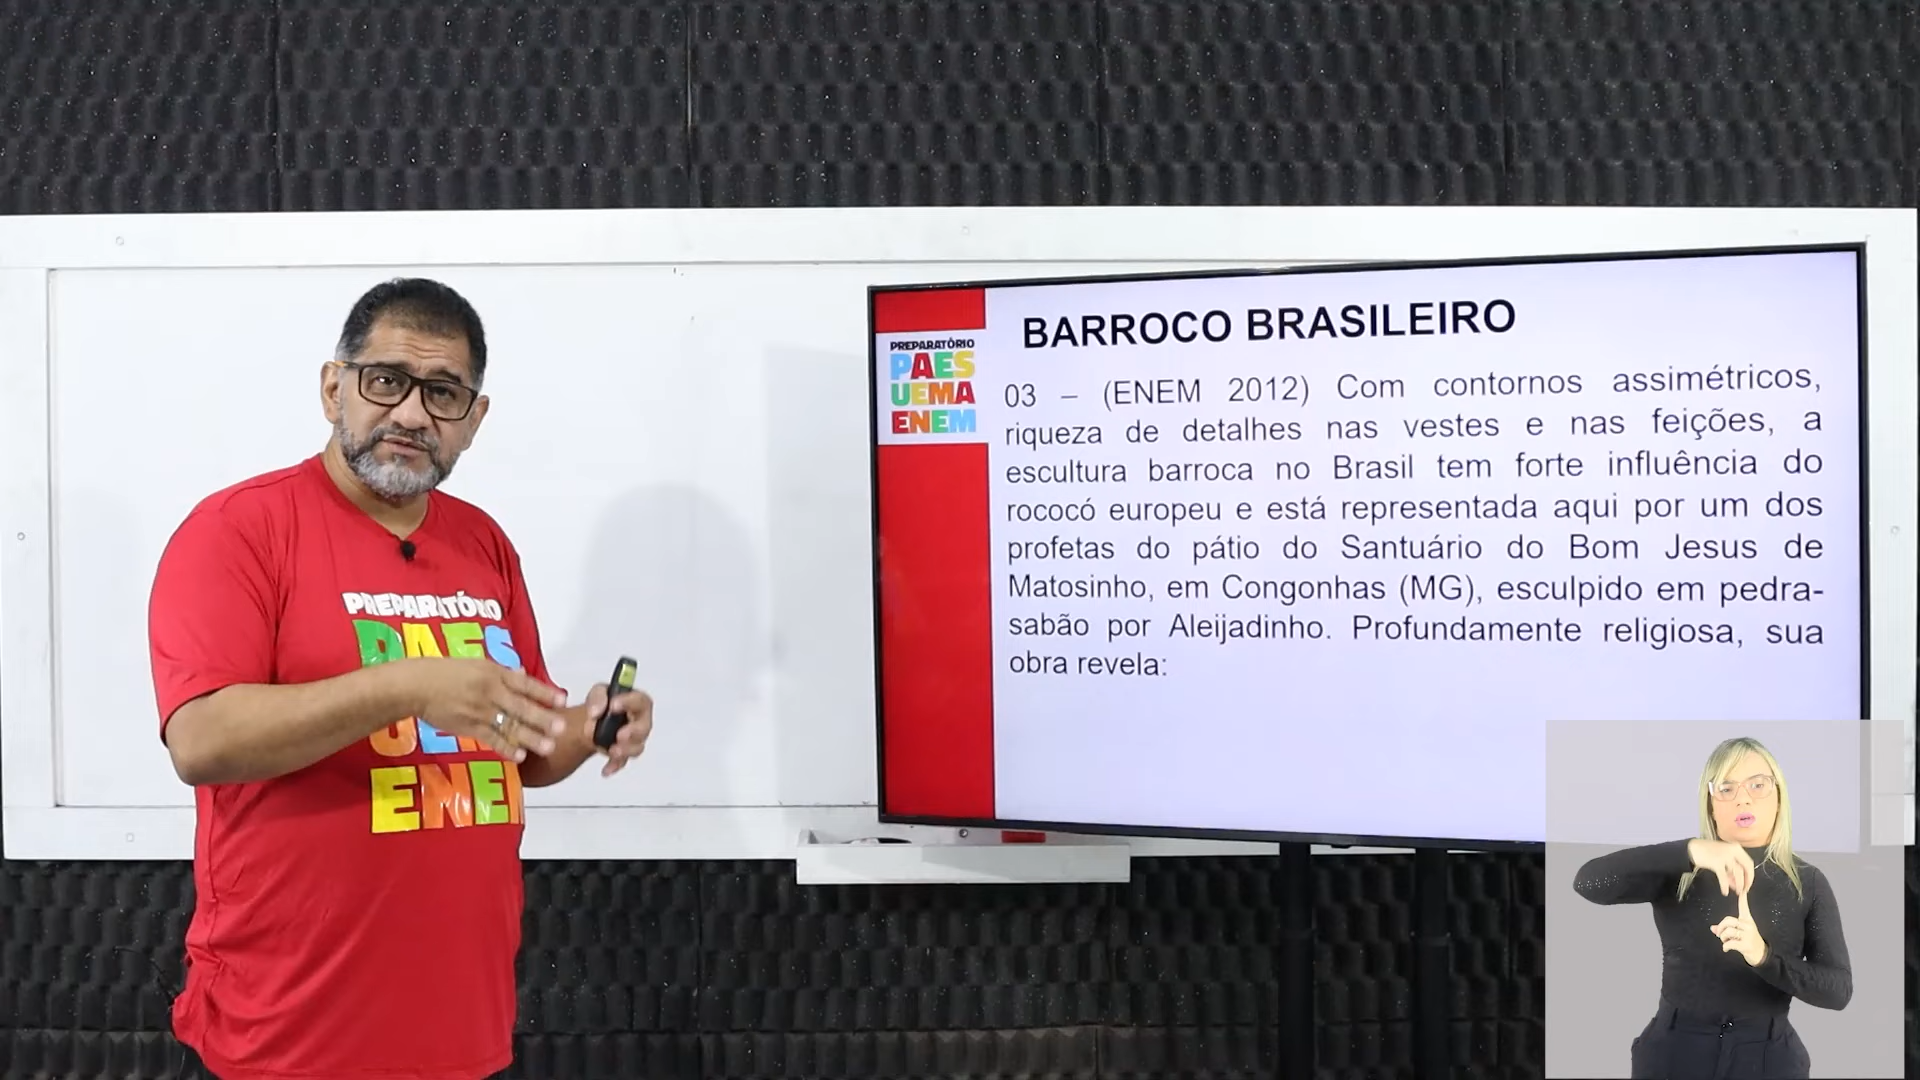 BARROCO BRASILEIRO
PREPARATÓRIO
PAES
UEMA
ENEM
03 – (ENEM 2012) Com contornos assimétricos,
riqueza de detalhes nas vestes e nas feições, a
escultura barroca no Brasil tem forte influência do
rococó europeu e está representada aqui por um dos
profetas do pátio do Santuário do Bom Jesus de
Matosinho, em Congonhas (MG), esculpido em pedra-
sabão por Aleijadinho. Profundamente religiosa, sua
obra revela:
PREPARATÓRIO
PAES
UEMA
ENEM